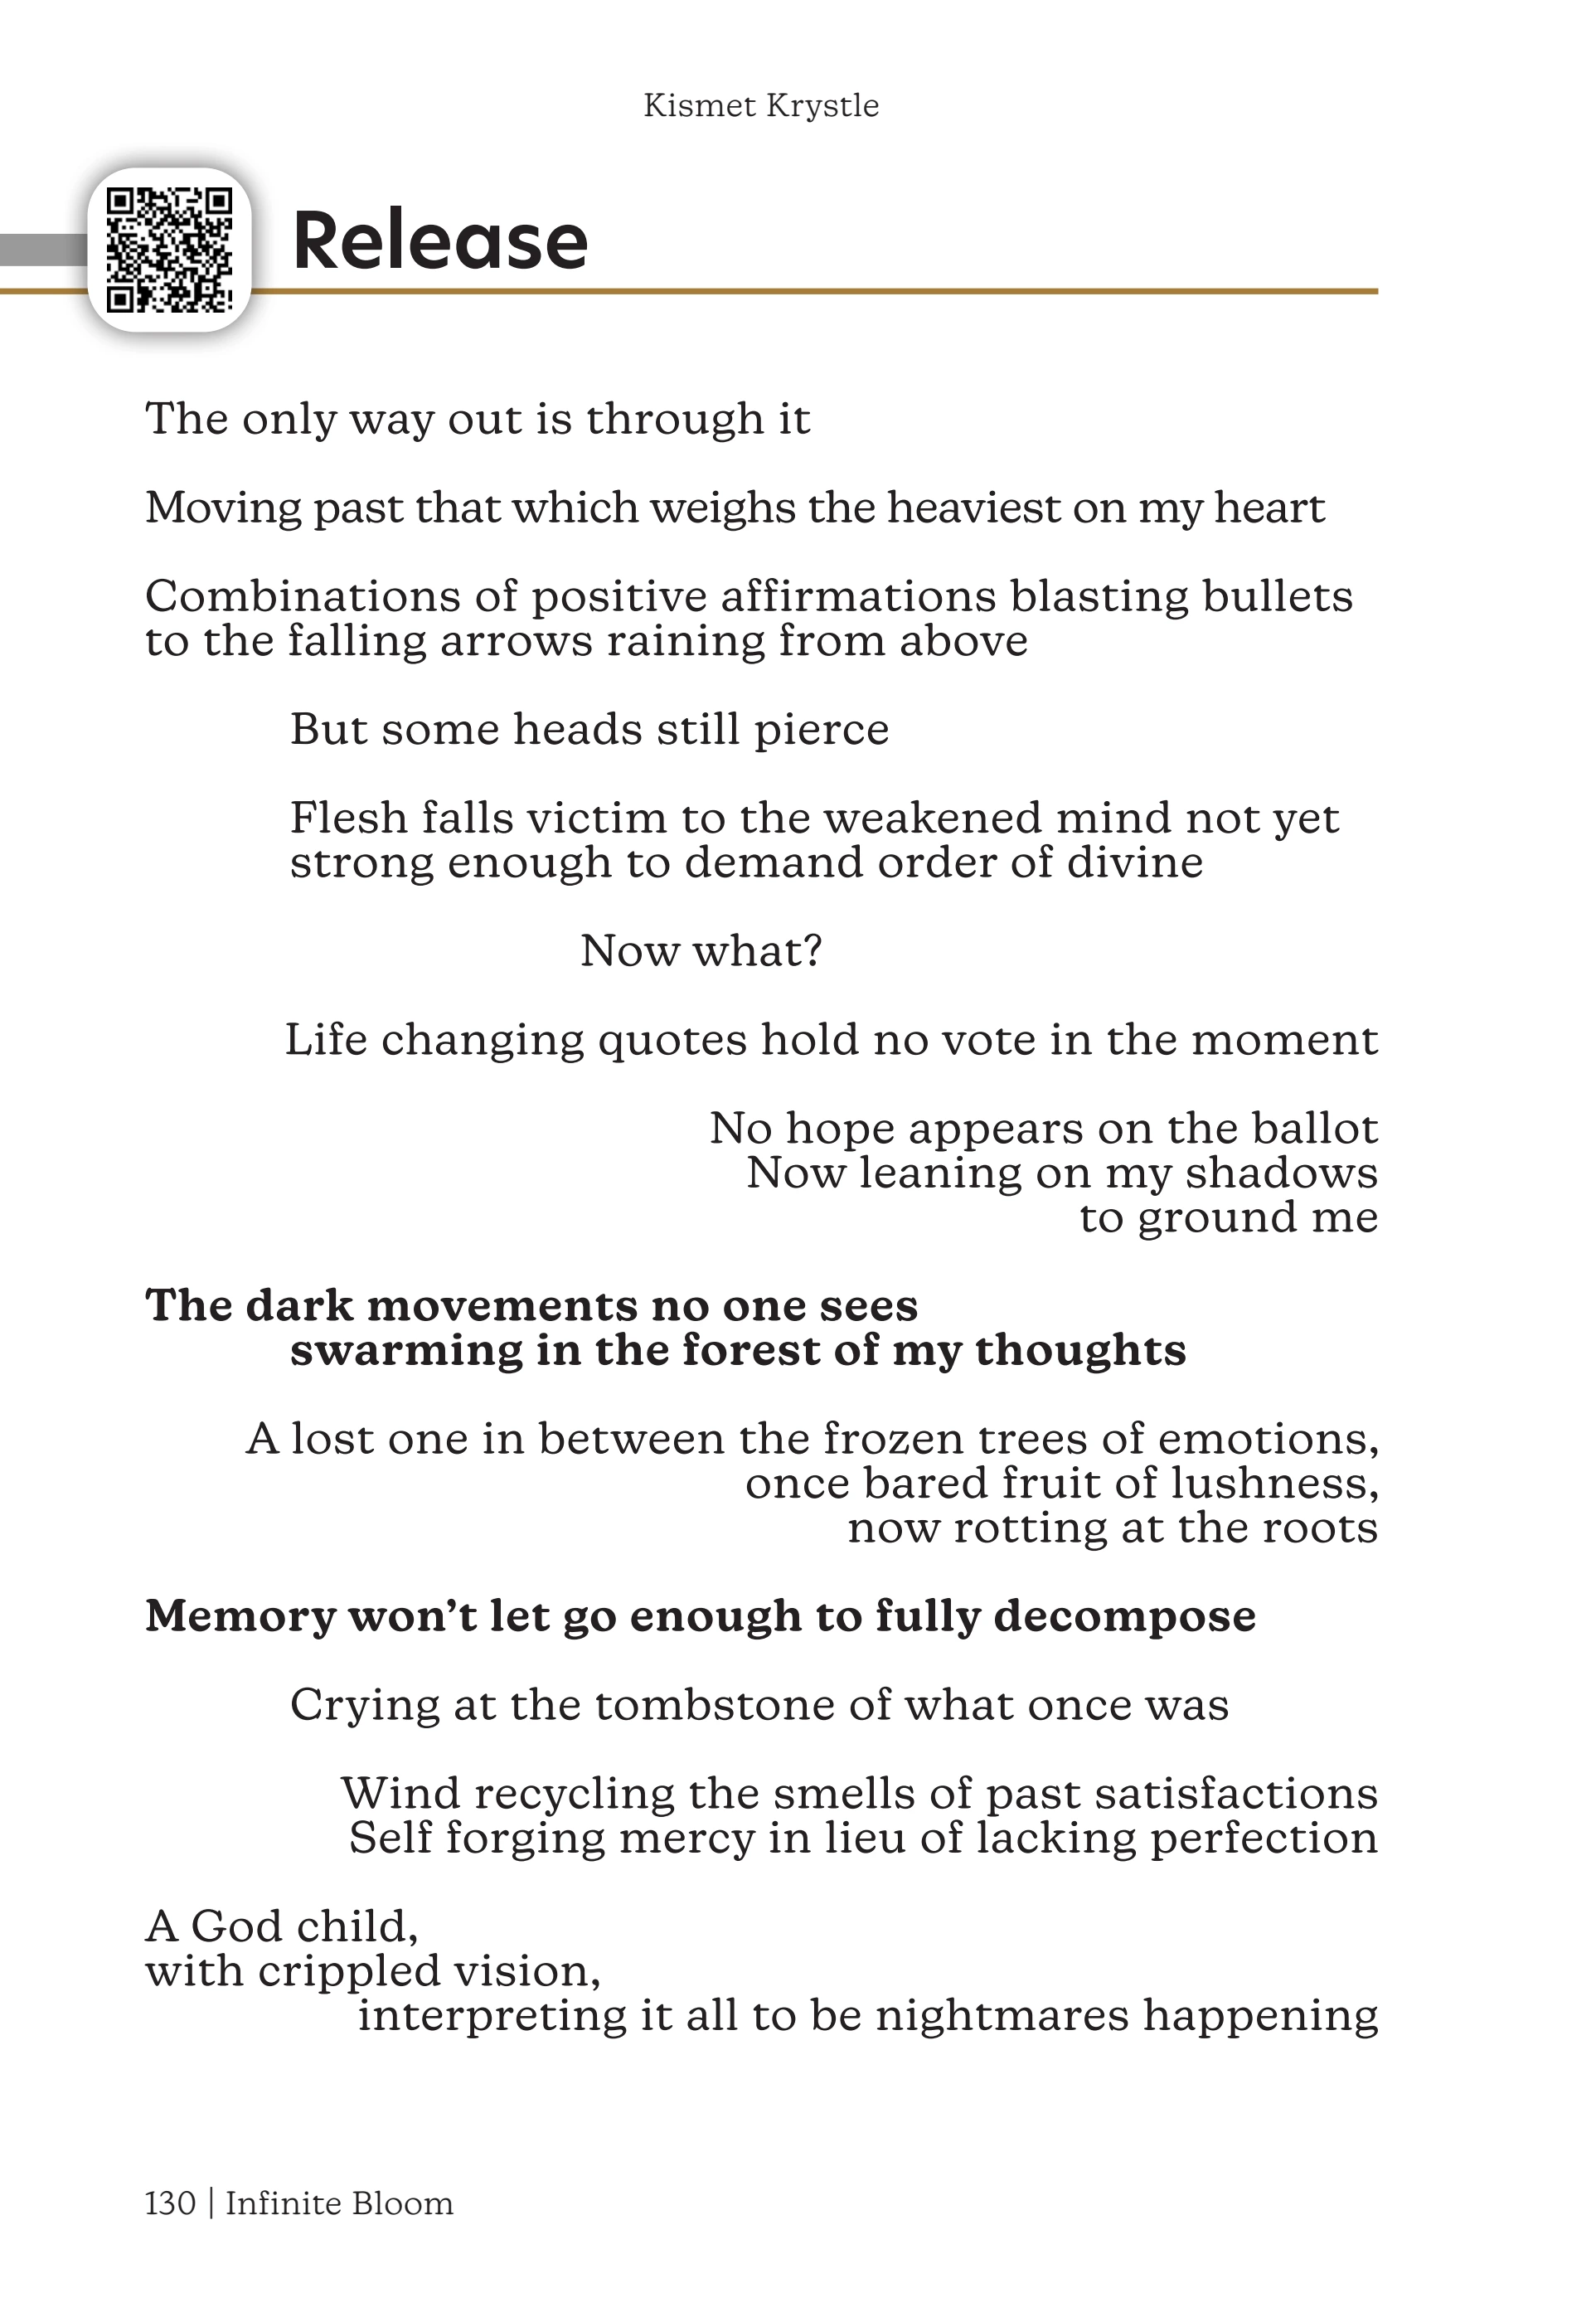 Kismet Krystle
Release
The only way out is through it
Moving past that which weighs the heaviest on my heart
Combinations of positive affirmations blasting bullets
to the falling arrows raining from above
But some heads still pierce
Flesh falls victim to the weakened mind not yet
strong enough to demand order of divine
Now what?
Life changing quotes hold no vote in the moment
No hope appears on the ballot
Now leaning on my shadows
to ground me
The dark movements no one sees
swarming in the forest of my thoughts
A lost one in between the frozen trees of emotions,
once bared fruit of lushness,
now rotting at the roots
Memory won’t let go enough to fully decompose
Crying at the tombstone of what once was
Wind recycling the smells of past satisfactions
Self forging mercy in lieu of lacking perfection
A God child,
with crippled vision,
interpreting it all to be nightmares happening
130 | Infinite Bloom